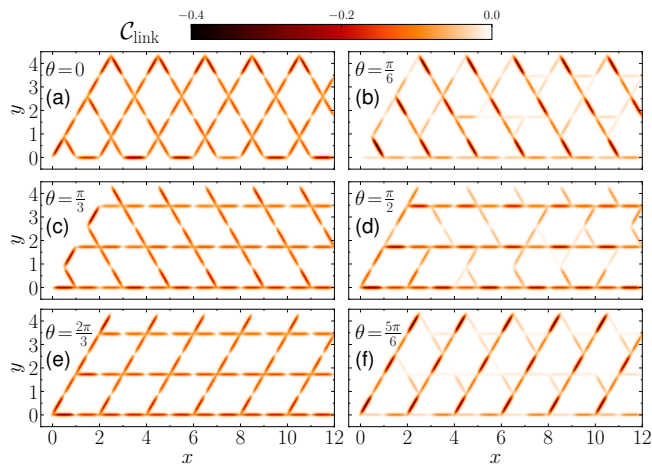 −0.4 −0.2 0.0
C_link
θ=0 (a)
θ=π/6 (b)
y 4 3 2 1 0
θ=π/3 (c)
θ=π/2 (d)
y 4 3 2 1 0
θ=2π/3 (e)
θ=5π/6 (f)
y 4 3 2 1 0
0 2 4 6 8 10 12
0 2 4 6 8 10 12
x
x